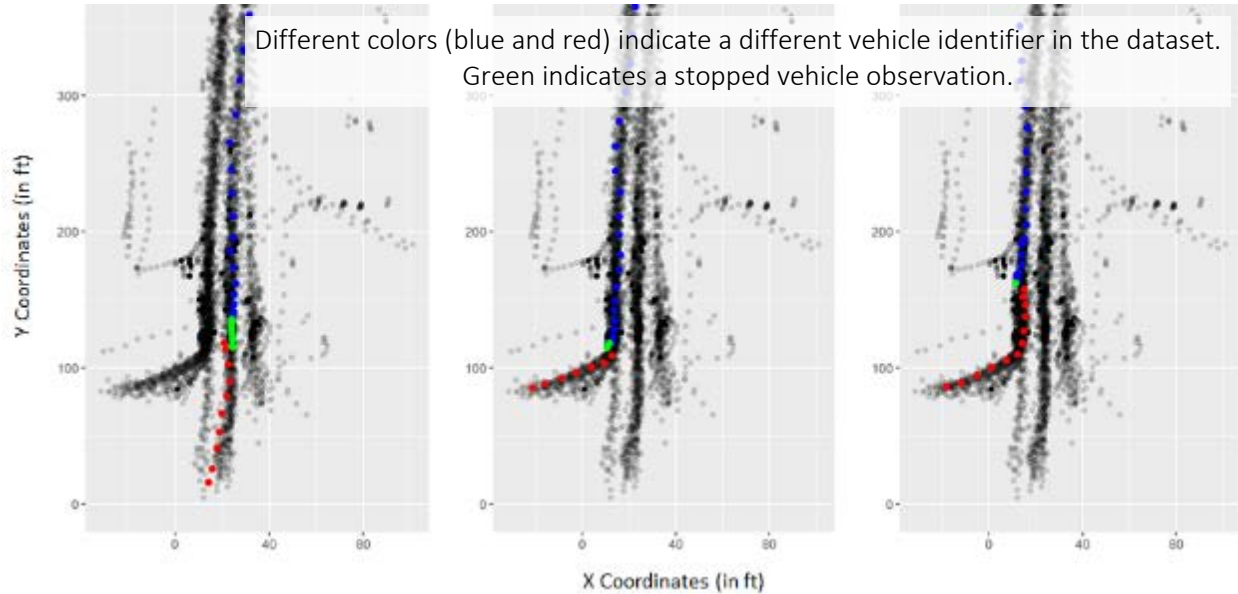 Different colors (blue and red) indicate a different vehicle identifier in the dataset.
Green indicates a stopped vehicle observation.
Y Coordinates (in ft)
300
200
100
0
0 40 80
300
200
100
0
0 40 80
300
200
100
0
0 40 80
X Coordinates (in ft)